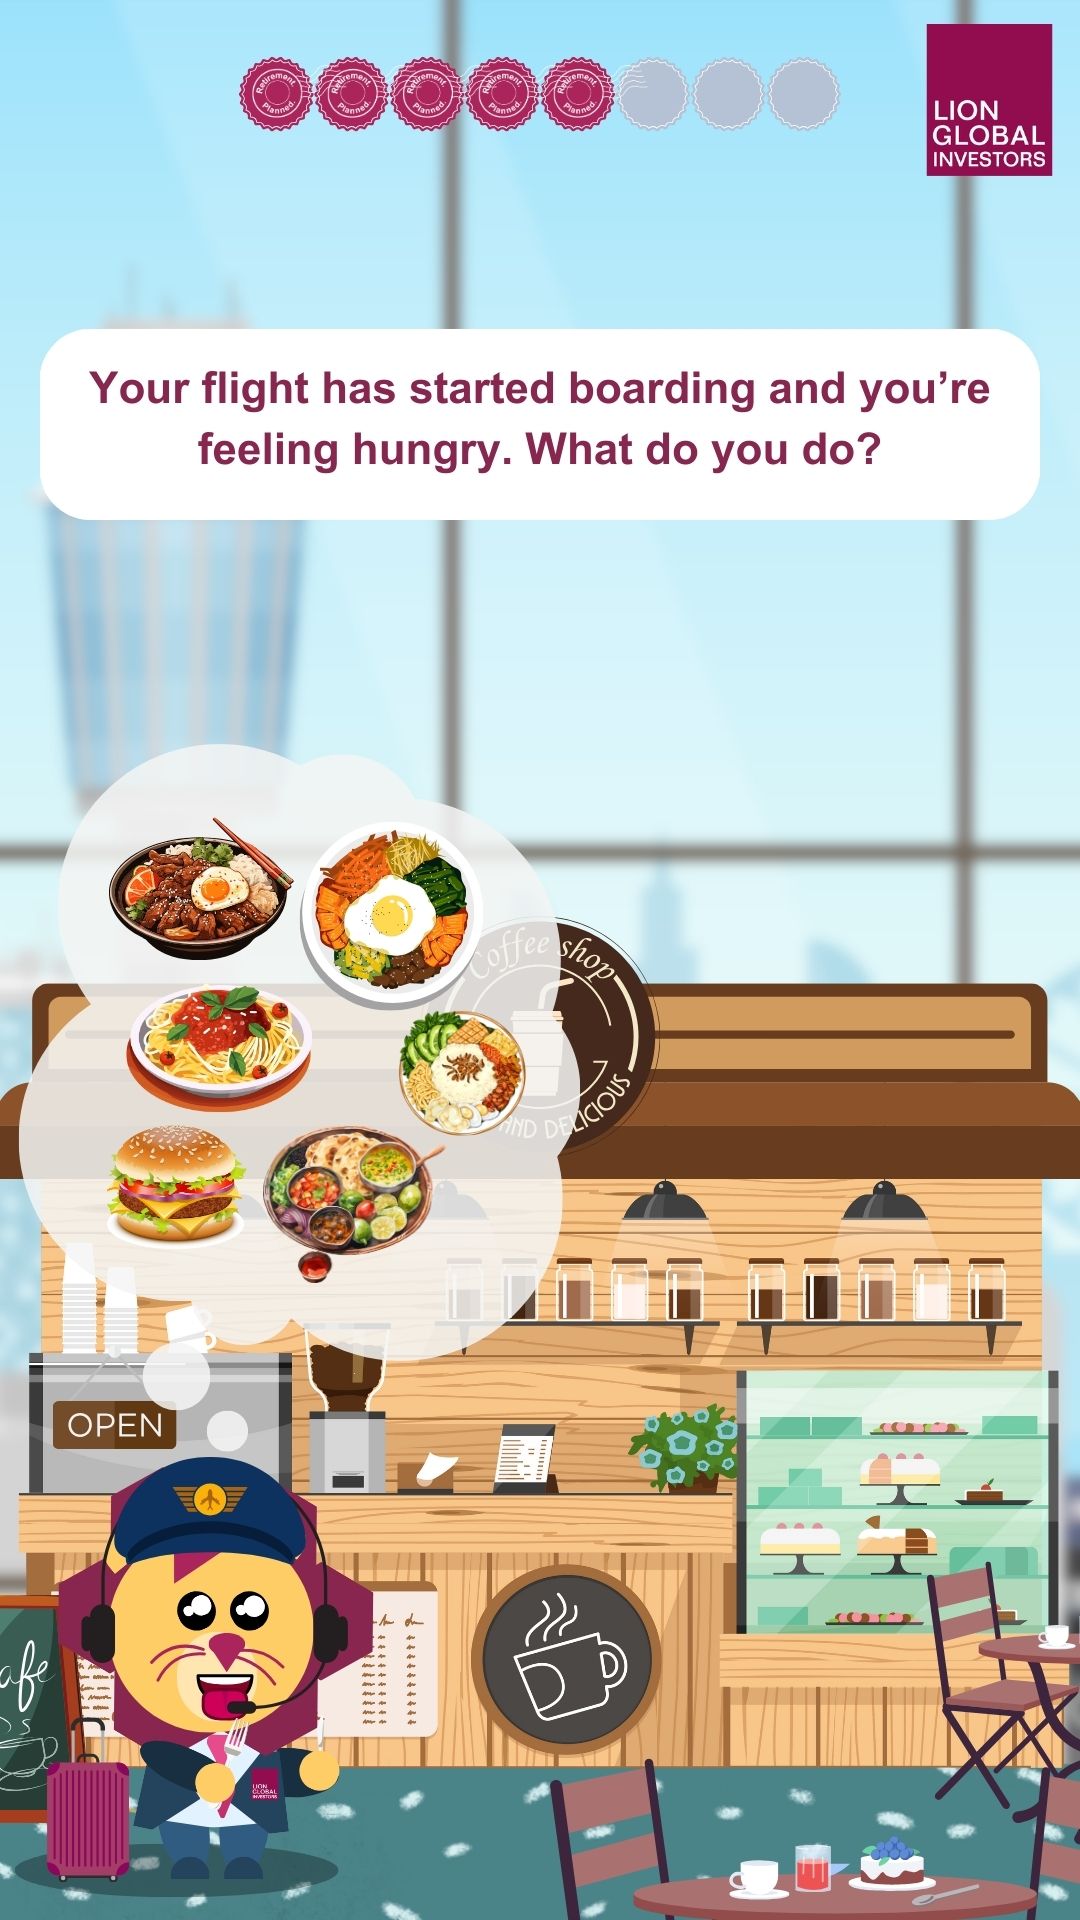 Retirement
Planned.
Retirement
Planned.
Retirement
Planned.
Retirement
Planned.
Retirement
Planned.
LION
GLOBAL
INVESTORS
Your flight has started boarding and you’re
feeling hungry. What do you do?
Coffee shop
AND DELICIOUS
OPEN
afe
LION
GLOBAL
INVESTORS